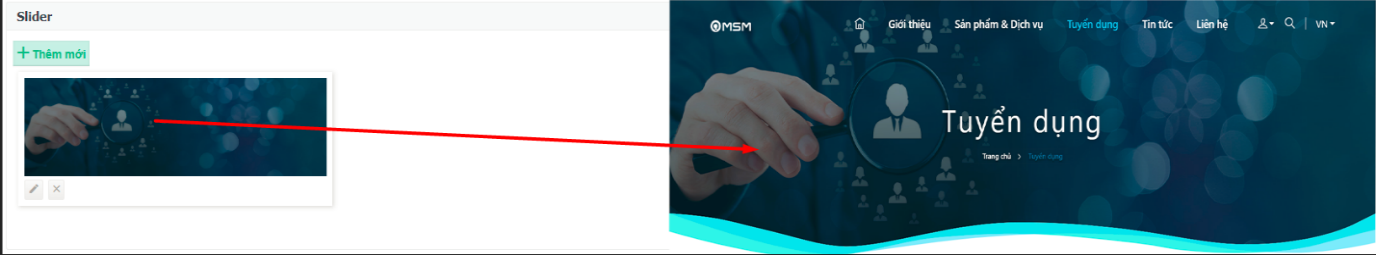 Slider
+ Thêm mới
MSM Giới thiệu Sản phẩm & Dịch vụ Tuyển dụng Tin tức Liên hệ | VN
Tuyển dụng
Trang chủ > Tuyển dụng